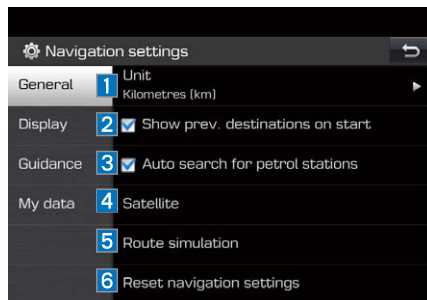 Navigation settings
General
1 Unit
Kilometres (km)
Display
2 Show prev. destinations on start
Guidance
3 Auto search for petrol stations
My data
4 Satellite
5 Route simulation
6 Reset navigation settings